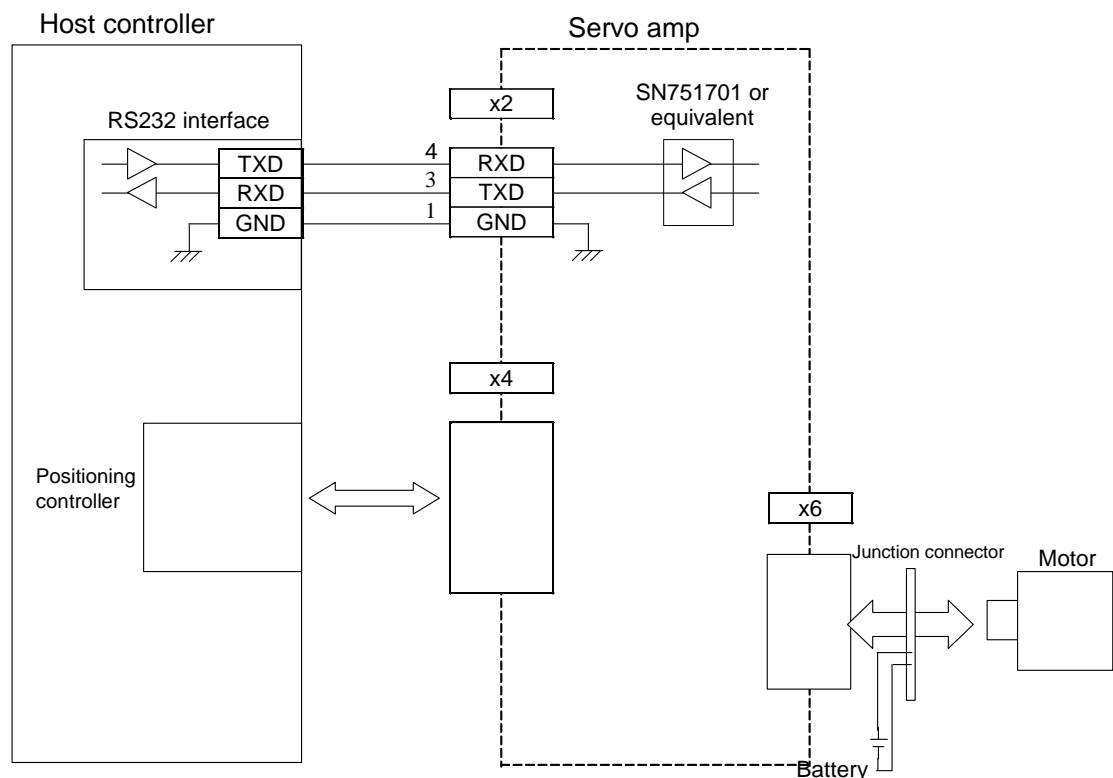 Host controller
Servo amp
x2
SN751701 or
equivalent
RS232 interface
TXD
4
RXD
RXD
3
TXD
GND
1
GND
x4
Positioning
controller
x6
Junction connector
Motor
Battery